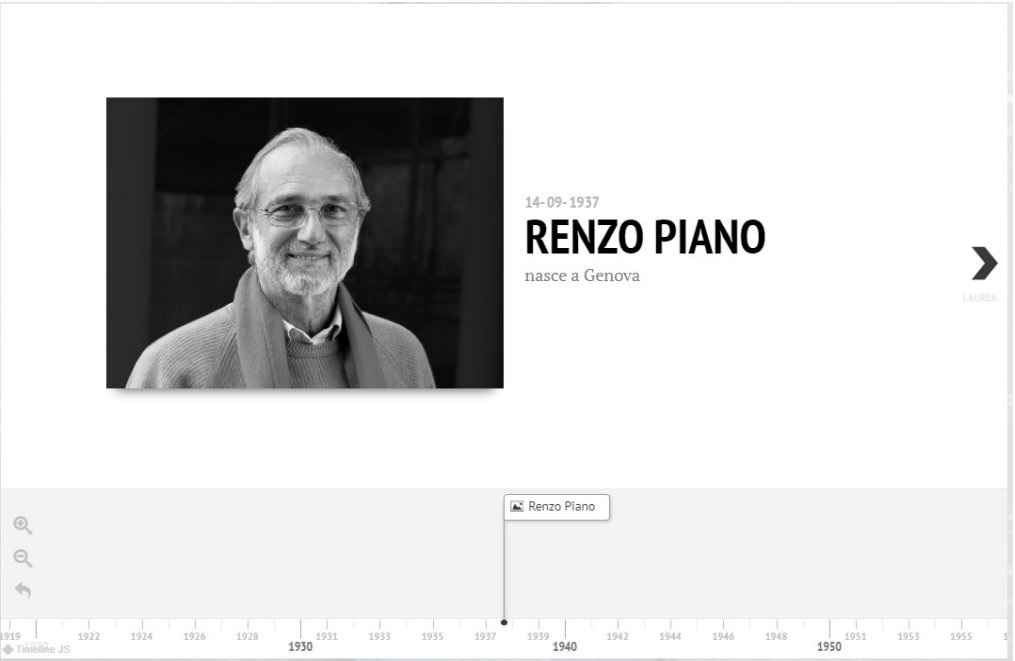 14-09-1937
RENZO PIANO
nasce a Genova
LAUREA
Renzo Piano
1919 1922 1924 1926 1928 1931 1933 1935 1937 1939 1942 1944 1946 1948 1951 1953 1955
1930 1940 1950
Timeline JS